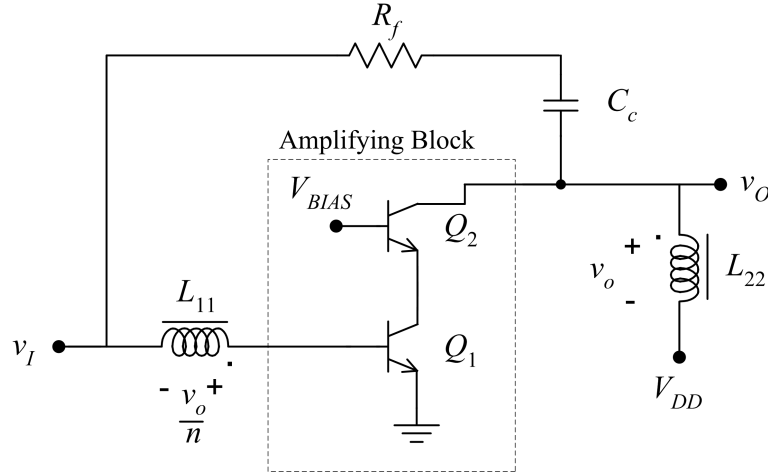 R_f
C_c
Amplifying Block
V_BIAS
Q_2
v_O
+
v_o
-
L_22
L_11
v_I
Q_1
- v_o/n +
V_DD